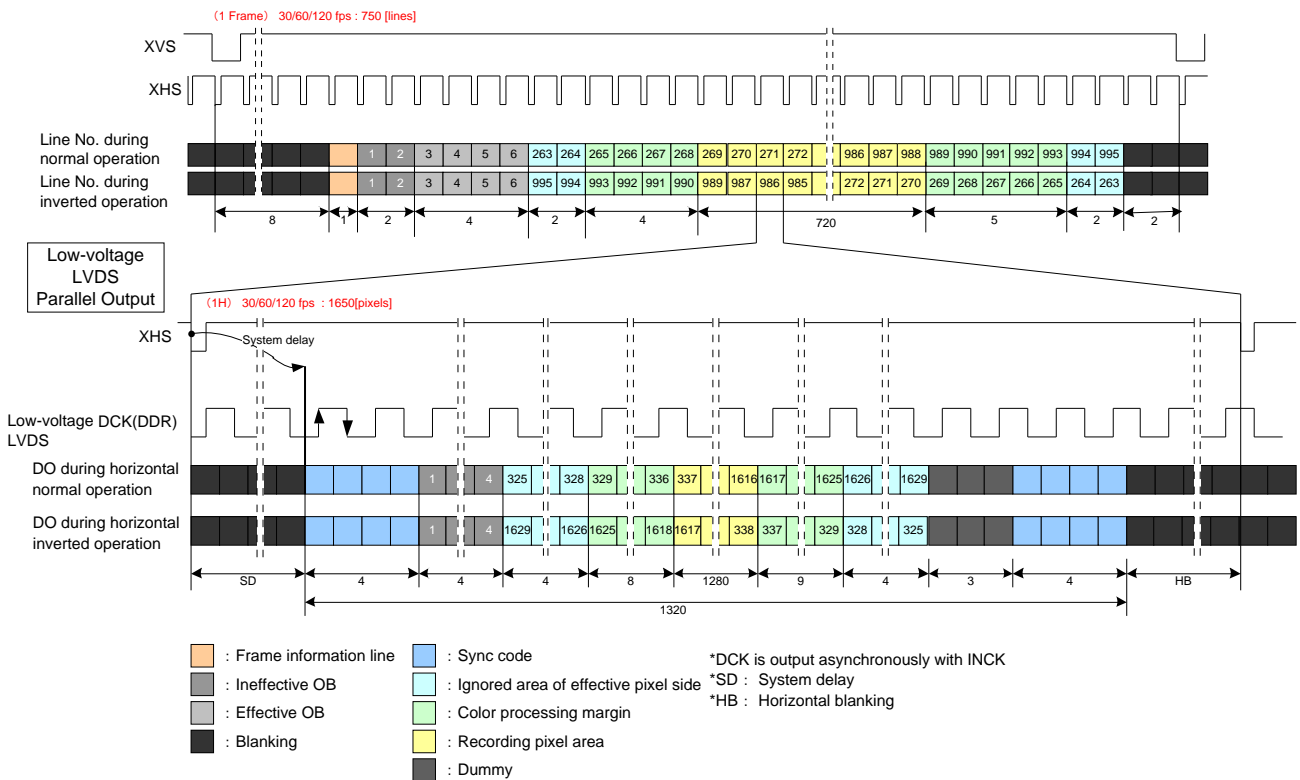 (1 Frame) 30/60/120 fps : 750 [lines]
XVS
XHS
Line No. during
normal operation
1 2 3 4 5 6 263 264 265 266 267 268 269 270 271 272 986 987 988 989 990 991 992 993 994 995
Line No. during
inverted operation
1 2 3 4 5 6 995 994 993 992 991 990 989 987 986 985 272 271 270 269 268 267 266 265 264 263
8 1 2 4 2 4 720 5 2 2
Low-voltage
LVDS
Parallel Output
(1H) 30/60/120 fps : 1650[pixels]
XHS
System delay
Low-voltage DCK(DDR)
LVDS
DO during horizontal
normal operation
1 4 325 328 329 336 337 1616 1617 1625 1626 1629
DO during horizontal
inverted operation
1 4 1629 1626 1625 1618 1617 338 337 329 328 325
SD 4 4 4 8 1280 9 4 3 4 HB
1320
: Frame information line
: Ineffective OB
: Effective OB
: Blanking
: Sync code
: Ignored area of effective pixel side
: Color processing margin
: Recording pixel area
: Dummy
*DCK is output asynchronously with INCK
*SD : System delay
*HB : Horizontal blanking